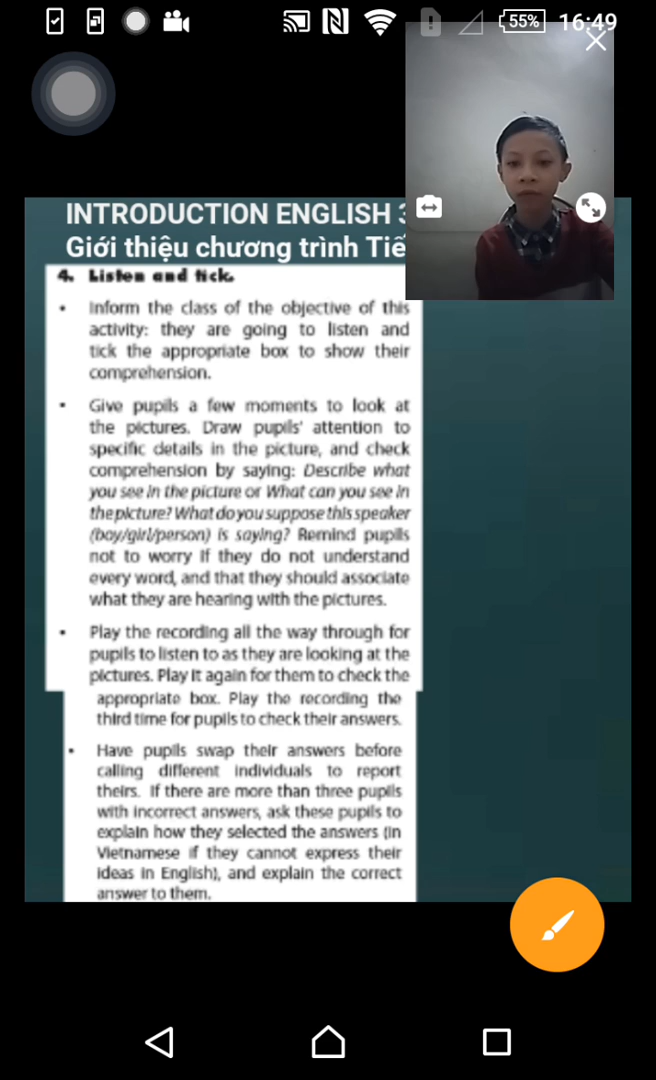 55% 16:49
INTRODUCTION ENGLISH
Giới thiệu chương trình
4. Listen and tick.
• Inform the class of the objective of this
activity: they are going to listen and
tick the appropriate box to show their
comprehension.
• Give pupils a few moments to look at
the pictures. Draw pupils' attention to
specific details in the picture, and check
comprehension by saying: Describe what
you see in the picture or What can you see in
the picture? What do you suppose this speaker
(boy/girl/person) is saying? Remind pupils
not to worry if they do not understand
every word, and that they should associate
what they are hearing with the pictures.
• Play the recording all the way through for
pupils to listen to as they are looking at the
pictures. Play it again for them to check the
appropriate box. Play the recording the
third time for pupils to check their answers.
• Have pupils swap their answers before
calling different individuals to report
theirs. If there are more than three pupils
with incorrect answers, ask these pupils to
explain how they selected the answers (in
Vietnamese if they cannot express their
ideas in English), and explain the correct
answer to them.